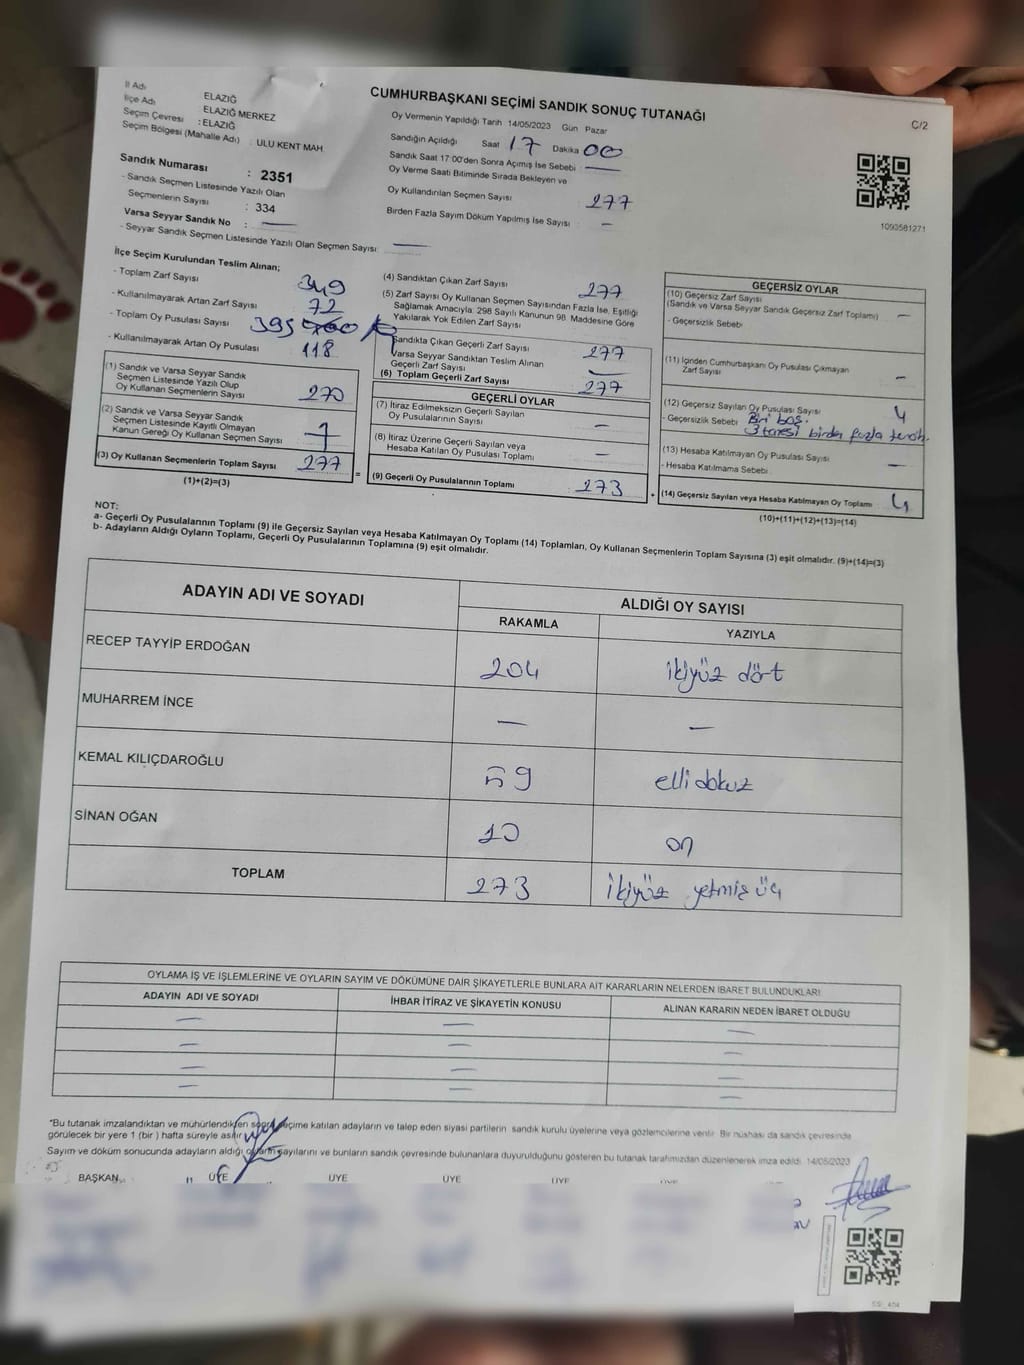 CUMHURBAŞKANI SEÇİMİ SANDIK SONUÇ TUTANAĞI
C/2
İl Adı ELAZIĞ
İlçe Adı : ELAZIĞ MERKEZ
Seçim Çevresi : ELAZIĞ
Seçim Bölgesi (Mahalle Adı) : ULU KENT MAH
Sandık Numarası : 2351
- Sandık Seçmen Listesinde Yazılı Olan
Seçmenlerin Sayısı : 334
Varsa Seyyar Sandık No : —
- Seyyar Sandık Seçmen Listesinde Yazılı Olan Seçmen Sayısı: —
Oy Vermenin Yapıldığı Tarih 14/05/2023 Gün Pazar
Sandığın Açıldığı Saat 17 Dakika 00
Sandık Saat 17:00'den Sonra Açımış İse Sebebi : —
Oy Verme Saati Bitiminde Sırada Bekleyen ve
Oy Kullandırılan Seçmen Sayısı : 277
Birden Fazla Sayım Döküm Yapılmış İse Sayısı : —
1093581271
İlçe Seçim Kurulundan Teslim Alınan;
- Toplam Zarf Sayısı : 349
- Kullanılmayarak Artan Zarf Sayısı : 72
- Toplam Oy Pusulası Sayısı : 395
- Kullanılmayarak Artan Oy Pusulası 118
(1) Sandık ve Varsa Seyyar Sandık
Seçmen Listesinde Yazılı Olup
Oy Kullanan Seçmenlerin Sayısı : 270
(2) Sandık ve Varsa Seyyar Sandık
Seçmen Listesinde Kayıtlı Olmayan
Kanun Gereği Oy Kullanan Seçmen Sayısı : 7
(3) Oy Kullanan Seçmenlerin Toplam Sayısı : 277
(1)+(2)=(3)
(4) Sandıktan Çıkan Zarf Sayısı : 277
(5) Zarf Sayısı Oy Kullanan Seçmen Sayısından Fazla İse, Eşitliği
Sağlamak Amacıyla; 298 Sayılı Kanunun 98. Maddesine Göre
Yakılarak Yok Edilen Zarf Sayısı :
Sandıkta Çıkan Geçerli Zarf Sayısı : 277
Varsa Seyyar Sandıktan Teslim Alınan
Geçerli Zarf Sayısı : —
(6) Toplam Geçerli Zarf Sayısı : 277
GEÇERLİ OYLAR
(7) İtiraz Edilmeksizin Geçerli Sayılan
Oy Pusulalarının Sayısı : —
(8) İtiraz Üzerine Geçerli Sayılan veya
Hesaba Katılan Oy Pusulası Toplamı : —
(9) Geçerli Oy Pusulalarının Toplamı : 273
GEÇERSİZ OYLAR
(10) Geçersiz Zarf Sayısı
(Sandık ve Varsa Seyyar Sandık Geçersiz Zarf Toplamı) : —
- Geçersizlik Sebebi :
(11) İçinden Cumhurbaşkanı Oy Pusulası Çıkmayan
Zarf Sayısı : —
(12) Geçersiz Sayılan Oy Pusulası Sayısı : 4
- Geçersizlik Sebebi : Biri boş.
3 tanesi birden fazla tercih.
(13) Hesaba Katılmayan Oy Pusulası Sayısı : —
- Hesaba Katılmama Sebebi :
(14) Geçersiz Sayılan veya Hesaba Katılmayan Oy Toplamı : 4
(10)+(11)+(12)+(13)=(14)
NOT:
a- Geçerli Oy Pusulalarının Toplamı (9) ile Geçersiz Sayılan veya Hesaba Katılmayan Oy Toplamı (14) Toplamları, Oy Kullanan Seçmenlerin Toplam Sayısına (3) eşit olmalıdır. (9)+(14)=(3)
b- Adayların Aldığı Oyların Toplamı, Geçerli Oy Pusulalarının Toplamına (9) eşit olmalıdır.
ADAYIN ADI VE SOYADI ALDIĞI OY SAYISI
RAKAMLA YAZIYLA
RECEP TAYYİP ERDOĞAN 204 ikiyüz dört
MUHARREM İNCE — —
KEMAL KILIÇDAROĞLU 59 elli dokuz
SİNAN OĞAN 10 on
TOPLAM 273 ikiyüz yetmiş üç
OYLAMA İŞ VE İŞLEMLERİNE VE OYLARIN SAYIM VE DÖKÜMÜNE DAİR ŞİKAYETLERLE BUNLARA AİT KARARLARIN NELERDEN İBARET BULUNDUKLARI
ADAYIN ADI VE SOYADI İHBAR İTİRAZ VE ŞİKAYETİN KONUSU ALINAN KARARIN NEDEN İBARET OLDUĞU
— — —
— — —
— — —
— — —
*Bu tutanak imzalandıktan ve mühürlendikten sonra seçime katılan adayların ve talep eden siyasi partilerin sandık kurulu üyelerine veya gözlemcilerine verilir. Bir nüshası da sandık çevresinde
görülecek bir yere 1 (bir) hafta süreyle asılır
Sayım ve döküm sonucunda adayların aldığı oyların sayılarını ve bunların sandık çevresinde bulunanlara duyurulduğunu gösteren bu tutanak tarafımızdan düzenlenerek imza edildi. 14/05/2023
BAŞKAN ÜYE ÜYE ÜYE ÜYE